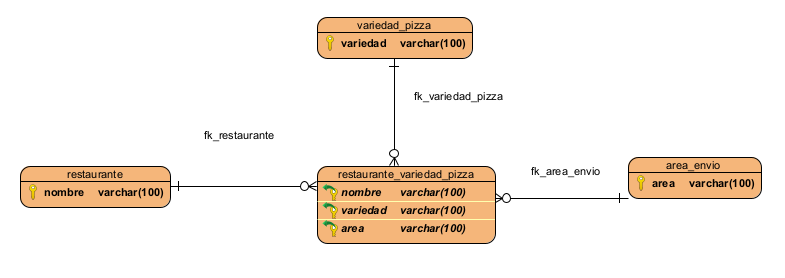 variedad_pizza
variedad varchar(100)
fk_variedad_pizza
fk_restaurante
restaurante
nombre varchar(100)
restaurante_variedad_pizza
nombre varchar(100)
variedad varchar(100)
area varchar(100)
fk_area_envio
area_envio
area varchar(100)